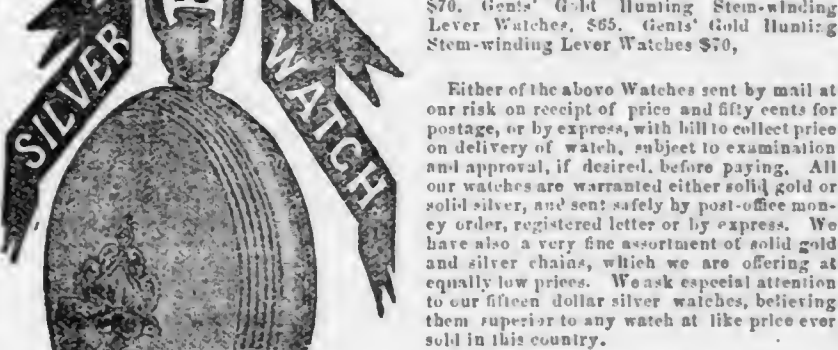 SILVER
WATCH
$70. Gents' Gold Hunting Stem-winding
Lever Watches, $65. Gents' Gold Hunting
Stem-winding Lever Watches $70,
Either of the above Watches sent by mail at
our risk on receipt of price and fifty cents for
postage, or by express, with bill to collect price
on delivery of watch, subject to examination
and approval, if desired, before paying. All
our watches are warranted either solid gold or
solid silver, and sent safely by post-office mon-
ey order, registered letter or by express. We
have also a very fine assortment of solid gold
and silver chains, which we are offering at
equally low prices. We ask especial attention
to our fifteen dollar silver watches, believing
them superior to any watch at like price ever
sold in this country.